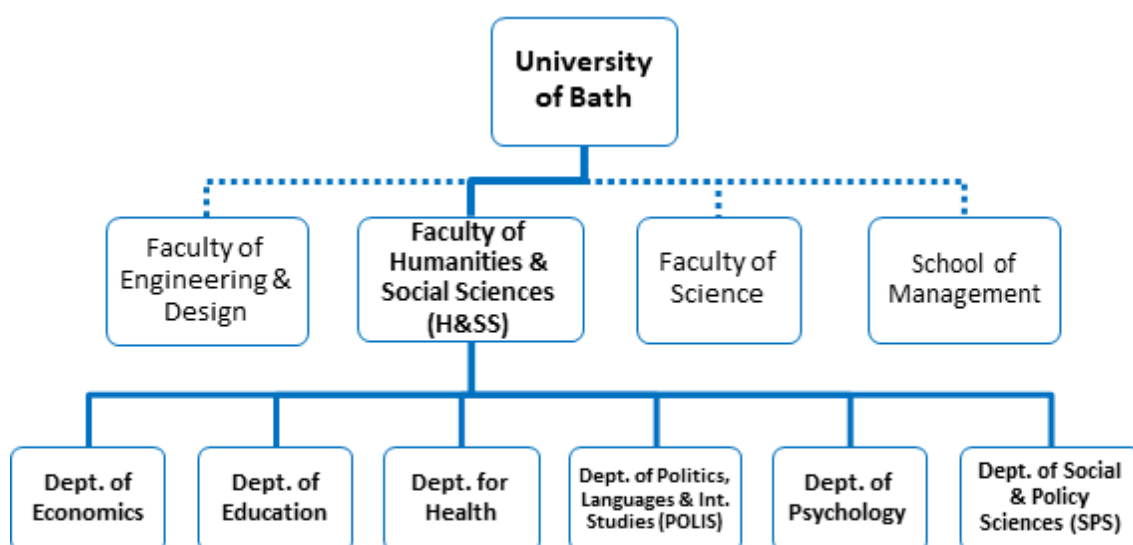 University
of Bath
Faculty of
Engineering &
Design
Faculty of
Humanities &
Social Sciences
(H&SS)
Faculty of
Science
School of
Management
Dept. of
Economics
Dept. of
Education
Dept. for
Health
Dept. of Politics,
Languages & Int.
Studies (POLIS)
Dept. of
Psychology
Dept. of Social
& Policy
Sciences (SPS)